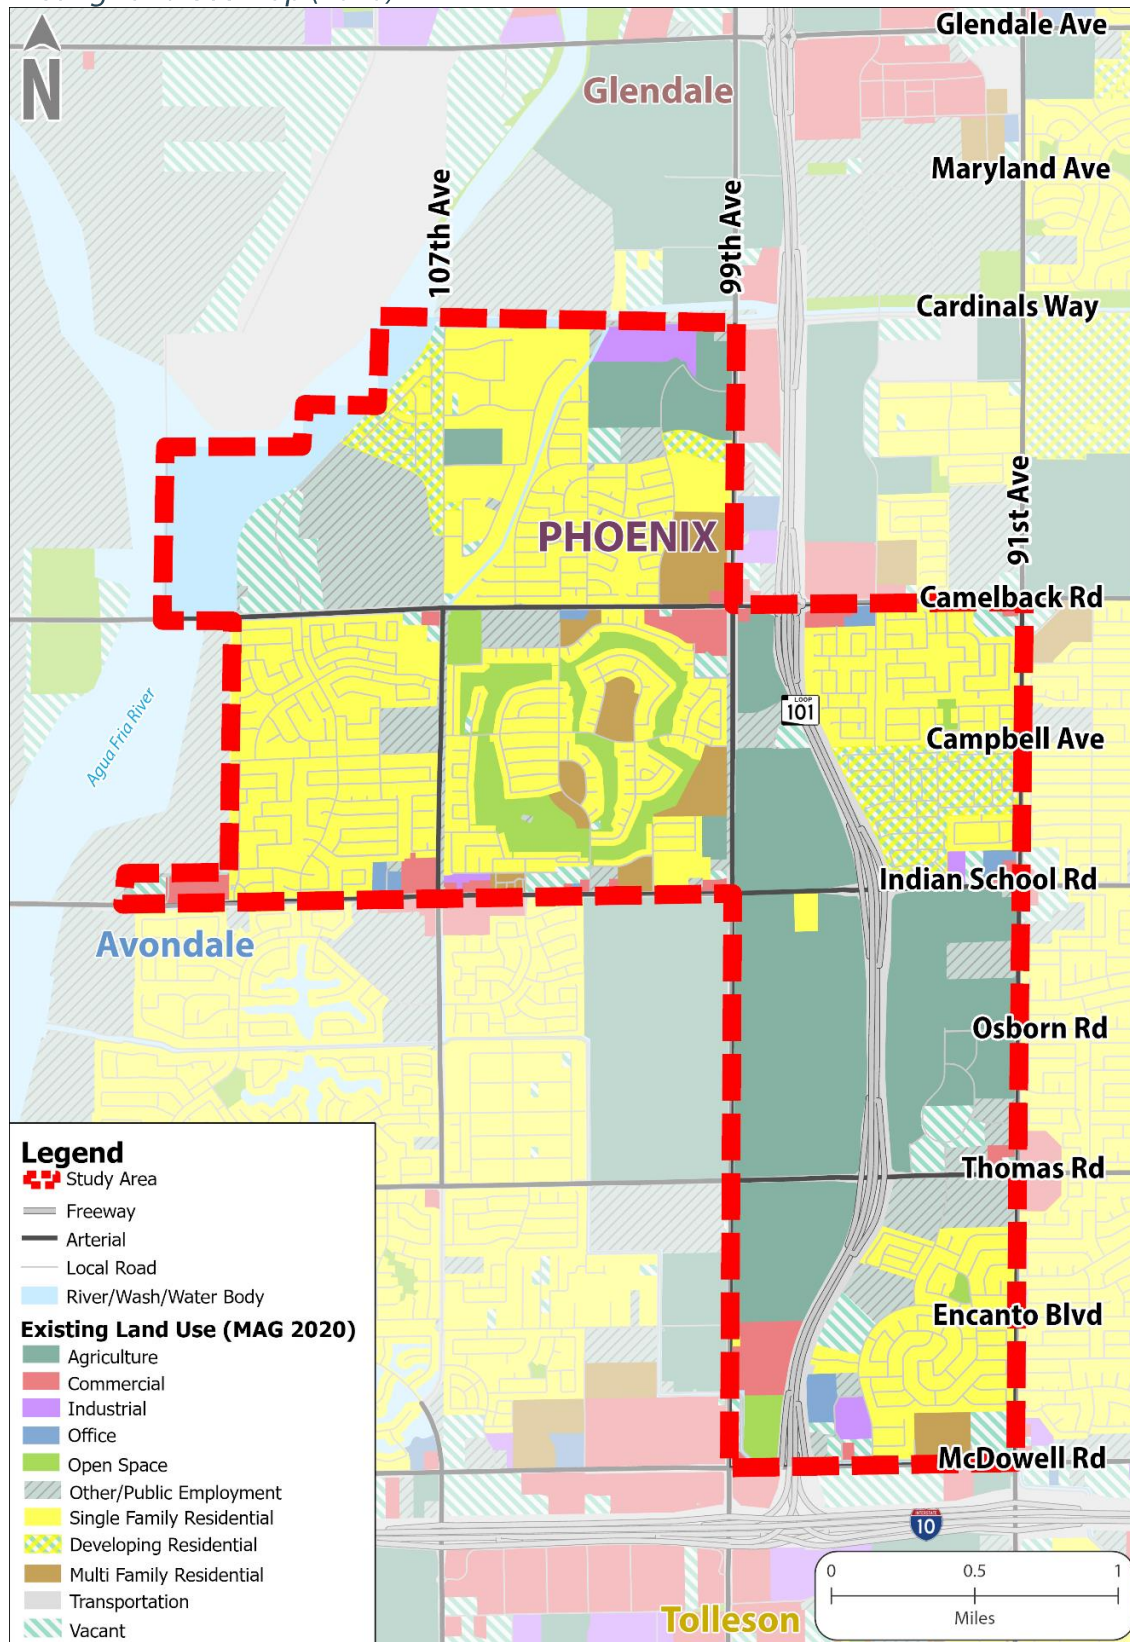 Glendale Ave
N
Glendale
Maryland Ave
107th Ave
99th Ave
Cardinals Way
91st Ave
PHOENIX
Camelback Rd
LOOP
101
Agua Fria River
Campbell Ave
Indian School Rd
Avondale
Osborn Rd
Thomas Rd
Encanto Blvd
McDowell Rd
INTERSTATE
10
Tolleson
Legend
Study Area
Freeway
Arterial
Local Road
River/Wash/Water Body
Existing Land Use (MAG 2020)
Agriculture
Commercial
Industrial
Office
Open Space
Other/Public Employment
Single Family Residential
Developing Residential
Multi Family Residential
Transportation
Vacant
0 0.5 1
Miles